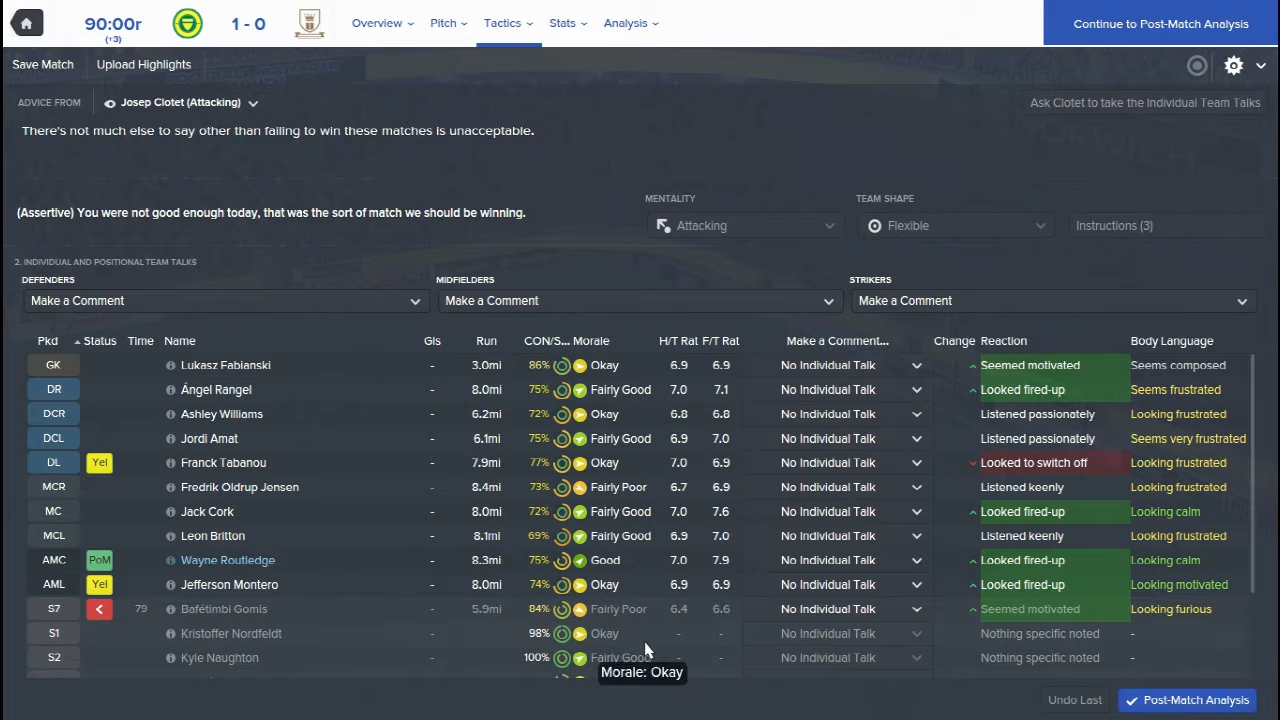 90:00r 1 - 0 Overview Pitch Tactics Stats Analysis Continue to Post-Match Analysis
(+3)
Save Match Upload Highlights
ADVICE FROM Josep Clotet (Attacking) Ask Clotet to take the Individual Team Talks
There's not much else to say other than failing to win these matches is unacceptable.
MENTALITY TEAM SHAPE
(Assertive) You were not good enough today, that was the sort of match we should be winning.
Attacking Flexible Instructions (3)
2. INDIVIDUAL AND POSITIONAL TEAM TALKS
DEFENDERS MIDFIELDERS STRIKERS
Make a Comment Make a Comment Make a Comment
Pkd Status Time Name Gls Run CON/S... Morale H/T Rat F/T Rat Make a Comment... Change Reaction Body Language
GK Lukasz Fabianski - 3.0mi 86% Okay 6.9 6.9 No Individual Talk Seemed motivated Seems composed
DR Ángel Rangel - 8.0mi 75% Fairly Good 7.0 7.1 No Individual Talk Looked fired-up Seems frustrated
DCR Ashley Williams - 6.2mi 72% Okay 6.8 6.8 No Individual Talk Listened passionately Looking frustrated
DCL Jordi Amat - 6.1mi 75% Fairly Good 6.9 7.0 No Individual Talk Listened passionately Seems very frustrated
DL Yel Franck Tabanou - 7.9mi 77% Okay 7.0 6.9 No Individual Talk Looked to switch off Looking frustrated
MCR Fredrik Oldrup Jensen - 8.4mi 73% Fairly Poor 6.7 6.9 No Individual Talk Listened keenly Looking frustrated
MC Jack Cork - 8.0mi 72% Fairly Good 7.0 7.6 No Individual Talk Looked fired-up Looking calm
MCL Leon Britton - 8.1mi 69% Fairly Good 7.0 6.9 No Individual Talk Listened keenly Looking frustrated
AMC PoM Wayne Routledge - 8.3mi 75% Good 7.0 7.9 No Individual Talk Looked fired-up Looking calm
AML Yel Jefferson Montero - 8.0mi 74% Okay 6.9 6.9 No Individual Talk Looked fired-up Looking motivated
S7 79 Bafétimbi Gomis - 5.9mi 84% Fairly Poor 6.4 6.6 No Individual Talk Seemed motivated Looking furious
S1 Kristoffer Nordfeldt - 98% Okay - - No Individual Talk Nothing specific noted -
S2 Kyle Naughton - 100% Fairly Good - - No Individual Talk Nothing specific noted -
Morale: Okay
Undo Last Post-Match Analysis